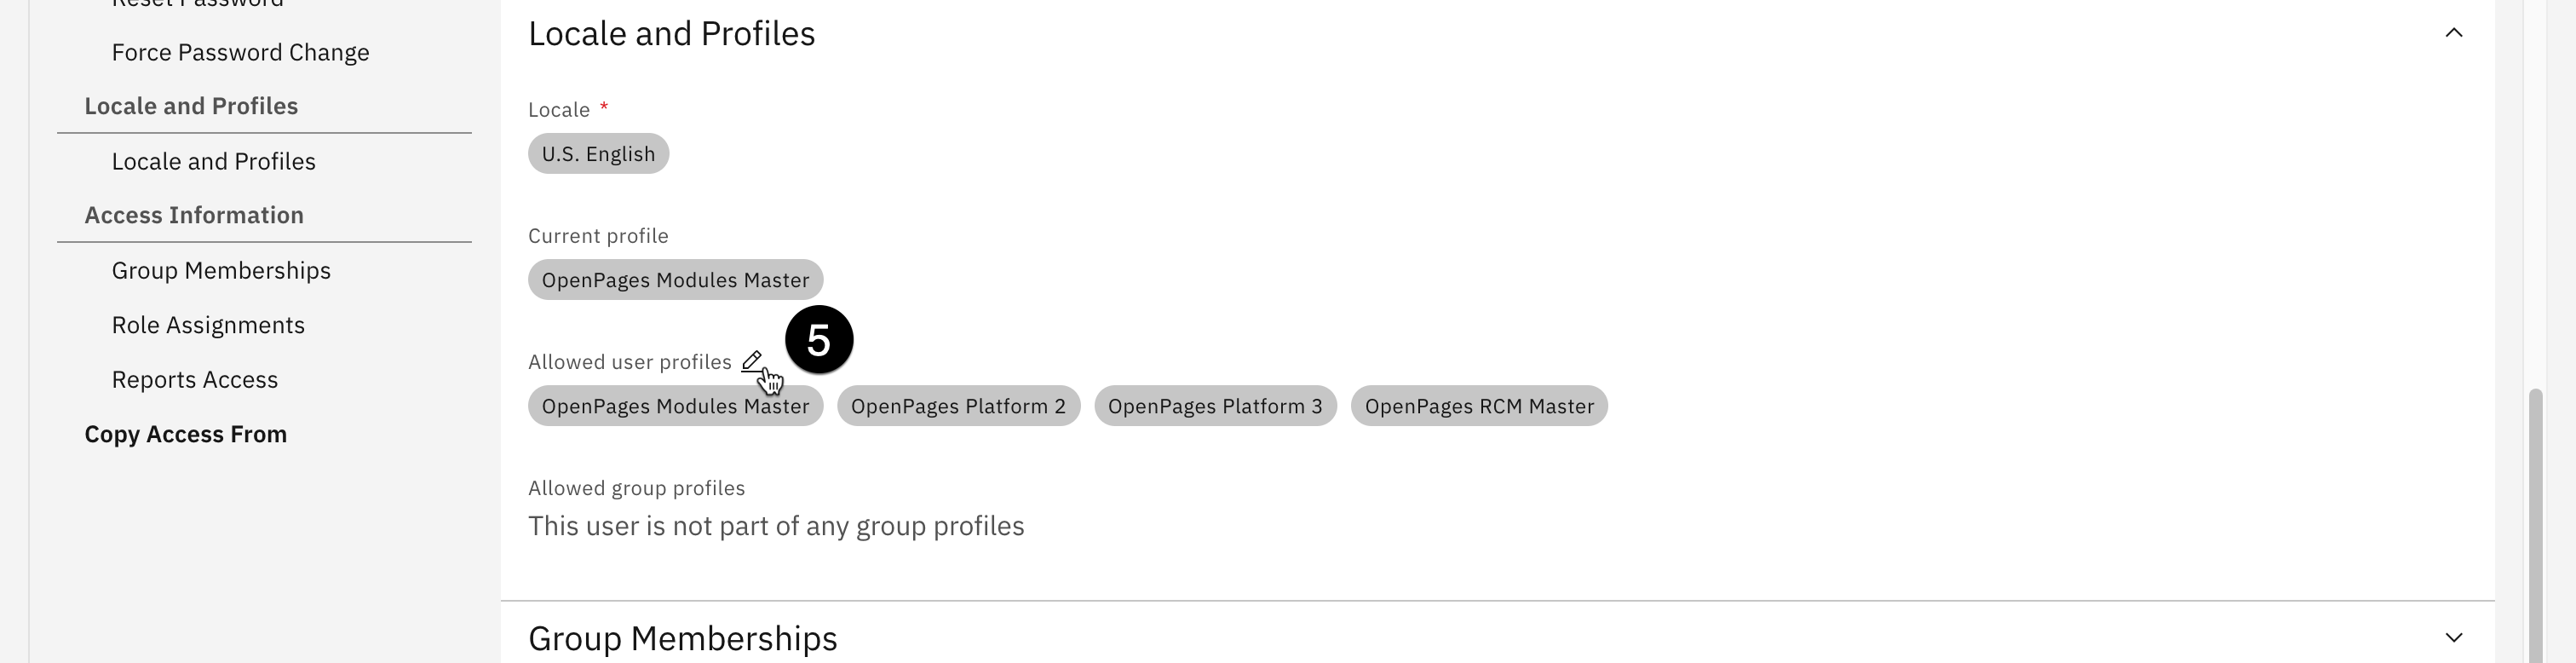 Reset Password
Force Password Change
Locale and Profiles
Locale and Profiles
Access Information
Group Memberships
Role Assignments
Reports Access
Copy Access From
Locale and Profiles
Locale *
U.S. English
Current profile
OpenPages Modules Master
5
Allowed user profiles
OpenPages Modules Master OpenPages Platform 2 OpenPages Platform 3 OpenPages RCM Master
Allowed group profiles
This user is not part of any group profiles
Group Memberships